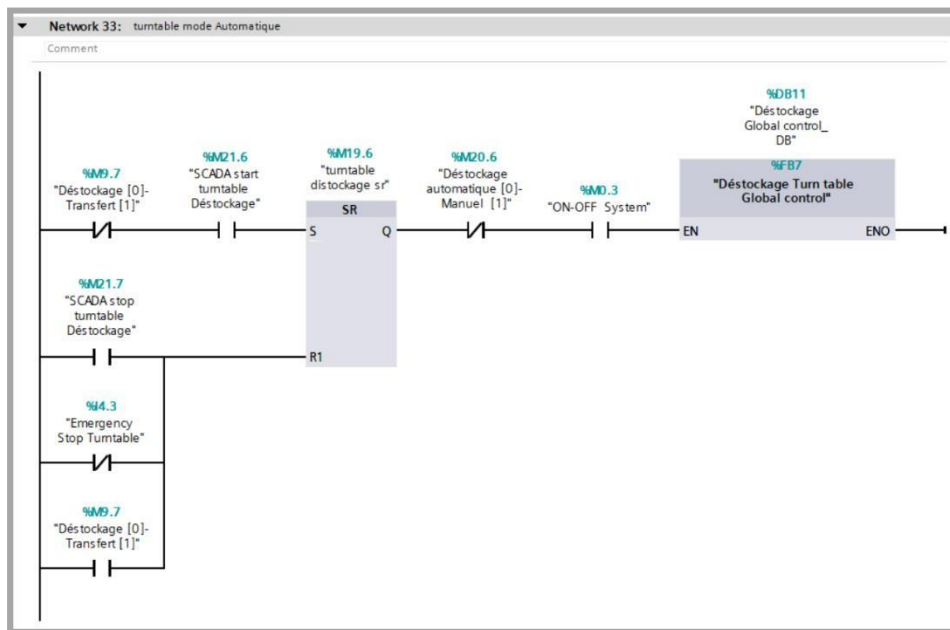 Network 33: turntable mode Automatique
Comment
%DB11
"Déstockage
Global control_
DB"
%M9.7
"Déstockage [0]-
Transfert [1]"
%M21.6
"SCADA start
turntable
Déstockage"
%M19.6
"turntable
distockage sr"
SR
S
Q
%M20.6
"Déstockage
automatique [0]-
Manuel [1]"
%M0.3
"ON-OFF System"
%FB7
"Déstockage Turn table
Global control"
EN
ENO
%M21.7
"SCADA stop
turntable
Déstockage"
R1
%I4.3
"Emergency
Stop Turntable"
%M9.7
"Déstockage [0]-
Transfert [1]"